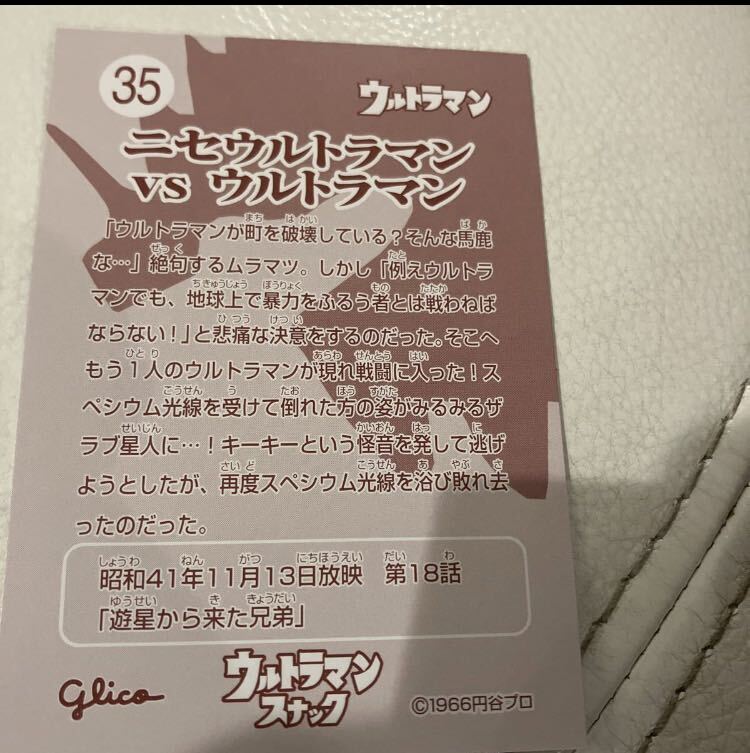 35
ウルトラマン
ニセウルトラマン
vs ウルトラマン
「ウルトラマンが町を破壊している?そんな馬鹿
な…」絶句するムラマツ。しかし「例えウルトラ
マンでも、地球上で暴力をふるう者とは戦わねば
ならない!」と悲痛な決意をするのだった。そこへ
もう1人のウルトラマンが現れ戦闘に入った!ス
ペシウム光線を受けて倒れた方の姿がみるみるザ
ラブ星人に…!キーキーという怪音を発して逃げ
ようとしたが、再度スペシウム光線を浴び敗れ去
ったのだった。
昭和41年11月13日放映 第18話
「遊星から来た兄弟」
glico
ウルトラマン
スナック
©1966円谷プロ